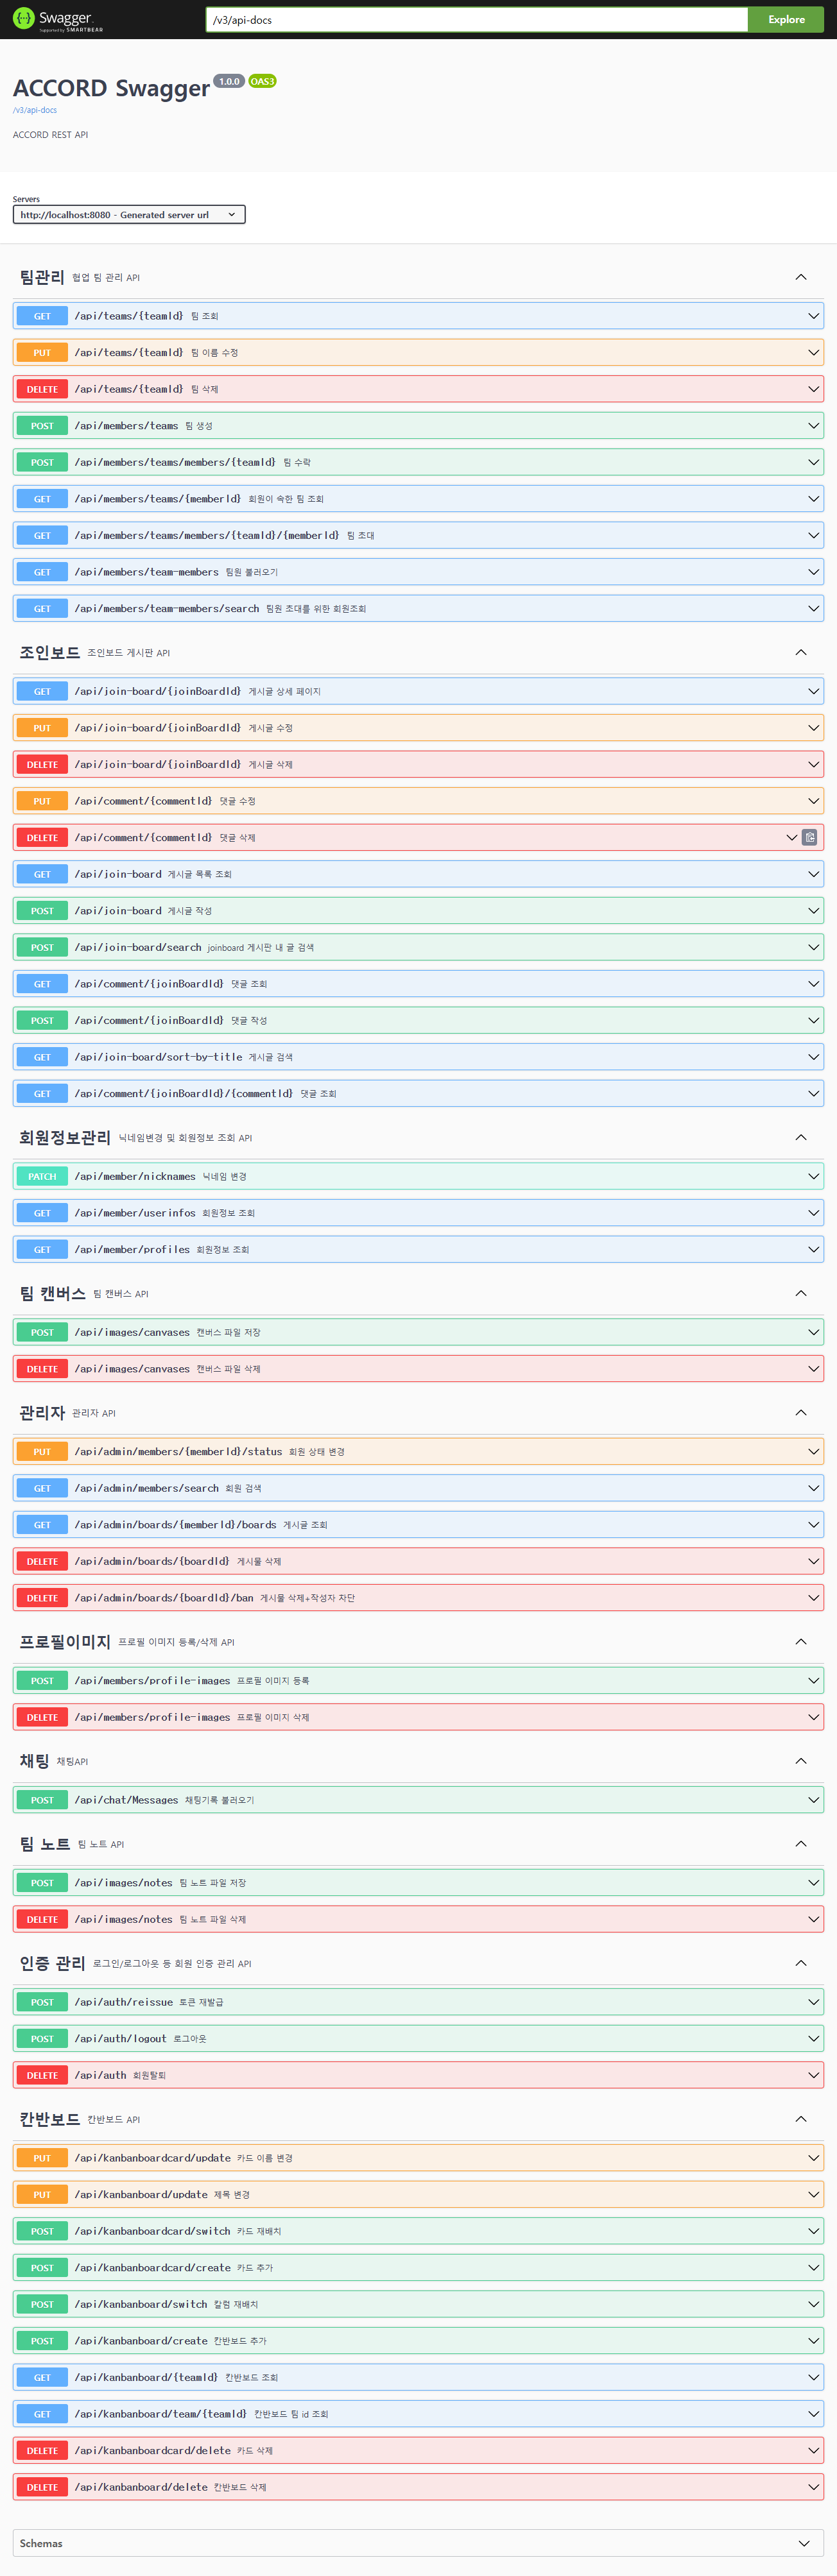 Swagger
Supported by SMARTBEAR
/v3/api-docs
Explore
ACCORD Swagger 1.0.0 OAS3
/v3/api-docs
ACCORD REST API
Servers
http://localhost:8080 - Generated server url
팀관리 협업 팀 관리 API
GET /api/teams/{teamId} 팀 조회
PUT /api/teams/{teamId} 팀 이름 수정
DELETE /api/teams/{teamId} 팀 삭제
POST /api/members/teams 팀 생성
POST /api/members/teams/members/{teamId} 팀 수락
GET /api/members/teams/{memberId} 회원이 속한 팀 조회
GET /api/members/teams/members/{teamId}/{memberId} 팀 초대
GET /api/members/team-members 팀원 불러오기
GET /api/members/team-members/search 팀원 초대를 위한 회원조회
조인보드 조인보드 게시판 API
GET /api/join-board/{joinBoardId} 게시글 상세 페이지
PUT /api/join-board/{joinBoardId} 게시글 수정
DELETE /api/join-board/{joinBoardId} 게시글 삭제
PUT /api/comment/{commentId} 댓글 수정
DELETE /api/comment/{commentId} 댓글 삭제
GET /api/join-board 게시글 목록 조회
POST /api/join-board 게시글 작성
POST /api/join-board/search joinboard 게시판 내 글 검색
GET /api/comment/{joinBoardId} 댓글 조회
POST /api/comment/{joinBoardId} 댓글 작성
GET /api/join-board/sort-by-title 게시글 검색
GET /api/comment/{joinBoardId}/{commentId} 댓글 조회
회원정보관리 닉네임변경 및 회원정보 조회 API
PATCH /api/member/nicknames 닉네임 변경
GET /api/member/userinfos 회원정보 조회
GET /api/member/profiles 회원정보 조회
팀 캔버스 팀 캔버스 API
POST /api/images/canvases 캔버스 파일 저장
DELETE /api/images/canvases 캔버스 파일 삭제
관리자 관리자 API
PUT /api/admin/members/{memberId}/status 회원 상태 변경
GET /api/admin/members/search 회원 검색
GET /api/admin/boards/{memberId}/boards 게시글 조회
DELETE /api/admin/boards/{boardId} 게시물 삭제
DELETE /api/admin/boards/{boardId}/ban 게시물 삭제+작성자 차단
프로필이미지 프로필 이미지 등록/삭제 API
POST /api/members/profile-images 프로필 이미지 등록
DELETE /api/members/profile-images 프로필 이미지 삭제
채팅 채팅API
POST /api/chat/Messages 채팅기록 불러오기
팀 노트 팀 노트 API
POST /api/images/notes 팀 노트 파일 저장
DELETE /api/images/notes 팀 노트 파일 삭제
인증 관리 로그인/로그아웃 등 회원 인증 관리 API
POST /api/auth/reissue 토큰 재발급
POST /api/auth/logout 로그아웃
DELETE /api/auth 회원탈퇴
칸반보드 칸반보드 API
PUT /api/kanbanboardcard/update 카드 이름 변경
PUT /api/kanbanboard/update 제목 변경
POST /api/kanbanboardcard/switch 카드 재배치
POST /api/kanbanboardcard/create 카드 추가
POST /api/kanbanboard/switch 칼럼 재배치
POST /api/kanbanboard/create 칸반보드 추가
GET /api/kanbanboard/{teamId} 칸반보드 조회
GET /api/kanbanboard/team/{teamId} 칸반보드 팀 id 조회
DELETE /api/kanbanboardcard/delete 카드 삭제
DELETE /api/kanbanboard/delete 칸반보드 삭제
Schemas